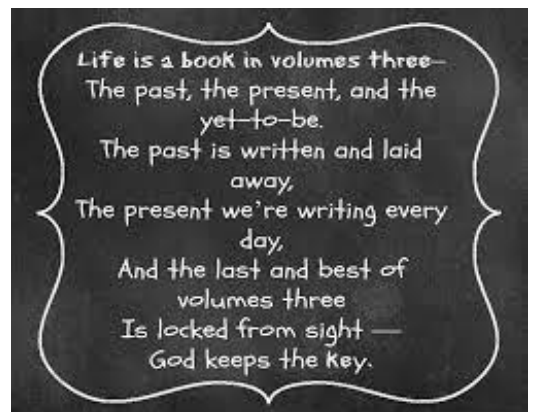 Life is a book in volumes three—
The past, the present, and the
yet-to-be.
The past is written and laid
away,
The present we're writing every
day,
And the last and best of
volumes three
Is locked from sight —
God keeps the key.